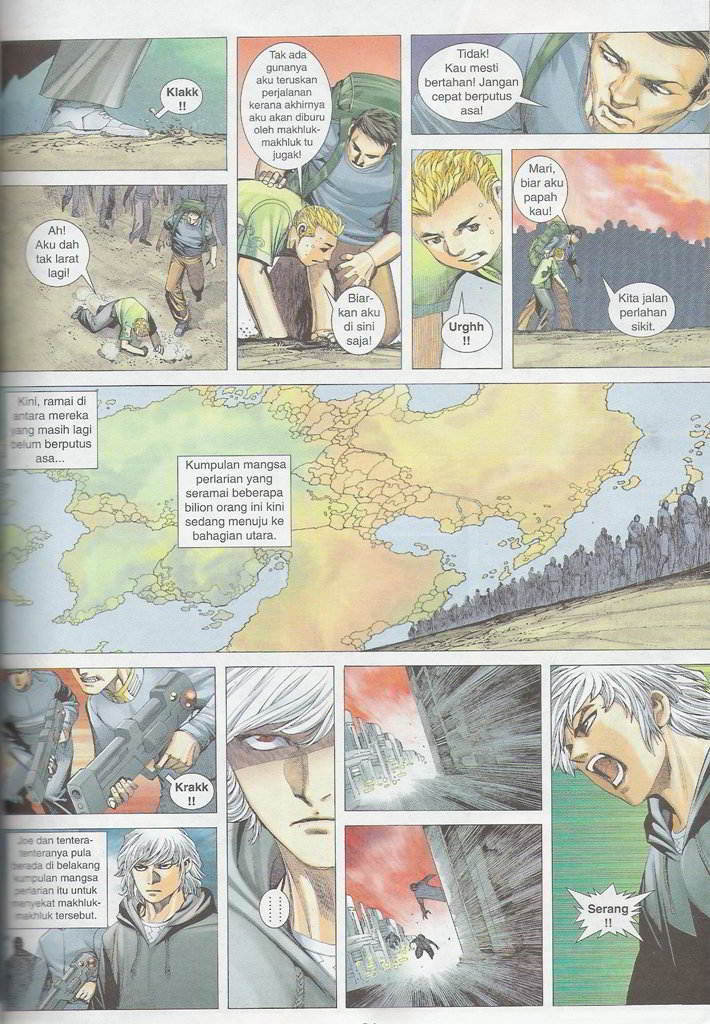 Klakk
!!
Ah!
Aku dah
tak larat
lagi!
Tak ada
gunanya
aku teruskan
perjalanan
kerana akhirnya
aku diburu
oleh makhluk-
makhluk tu
jugak!
Biar-
kan aku
di sini
saja!
Tidak!
Kau mesti
bertahan! Jangan
cepat berputus
asa!
Urghh
!!
Mari,
biar aku
papah
kau!
Kita jalan
perlahan
sikit.
Kini, ramai di
antara mereka
yang masih lagi
belum berputus
asa...
Kumpulan mangsa
perlarian yang
seramai beberapa
bilion orang ini kini
sedang menuju ke
bahagian utara.
Krakk
!!
Joe dan tentera-
tenteranya pula
berada di belakang
kumpulan mangsa
perlarian itu untuk
menyekat makhluk-
makhluk tersebut.
......
Serang
!!